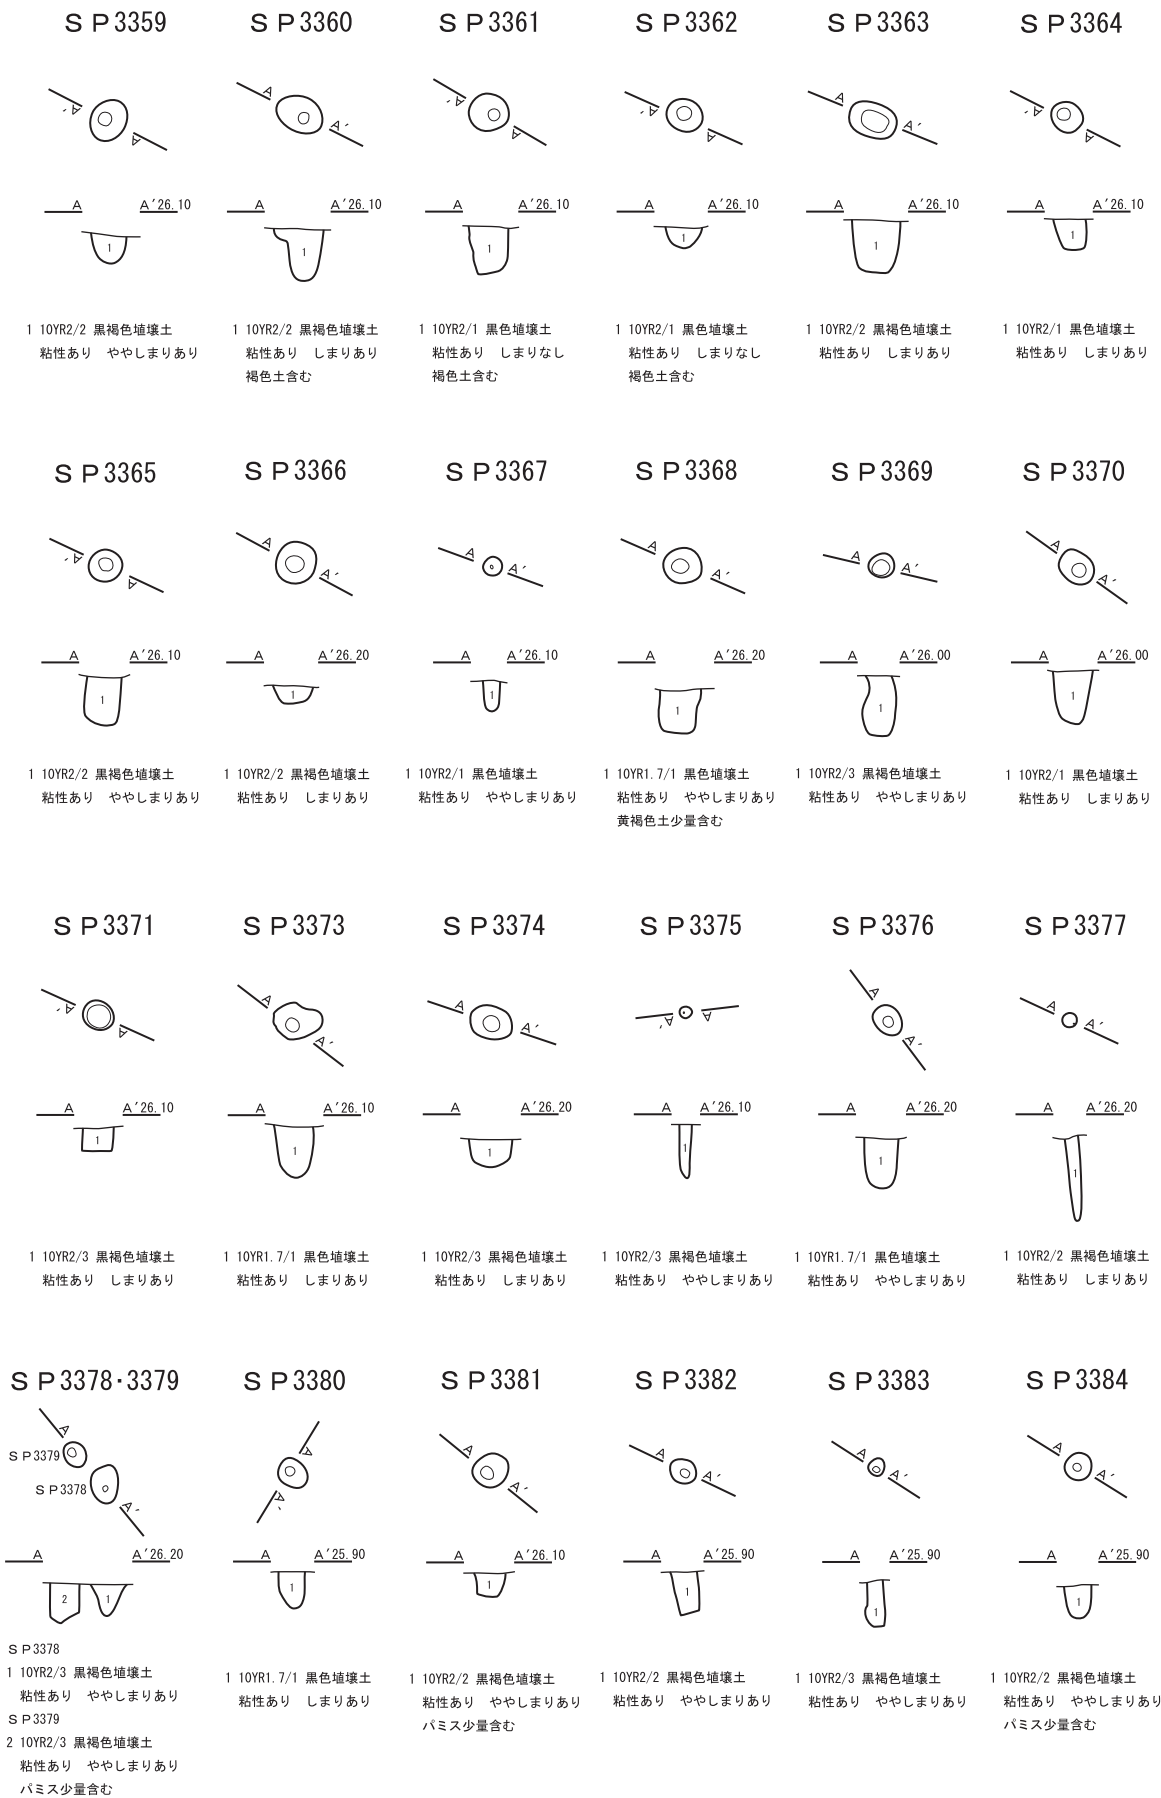 ＳＰ3359
A′
A
A A′26.10
1
1 10YR2/2 黒褐色埴壌土
粘性あり　ややしまりあり
ＳＰ3360
A
A′
A A′26.10
1
1 10YR2/2 黒褐色埴壌土
粘性あり　しまりあり
褐色土含む
ＳＰ3361
A′
A
A A′26.10
1
1 10YR2/1 黒色埴壌土
粘性あり　しまりなし
褐色土含む
ＳＰ3362
A′
A
A A′26.10
1
1 10YR2/1 黒色埴壌土
粘性あり　しまりなし
褐色土含む
ＳＰ3363
A
A′
A A′26.10
1
1 10YR2/2 黒褐色埴壌土
粘性あり　しまりあり
ＳＰ3364
A′
A
A A′26.10
1
1 10YR2/1 黒色埴壌土
粘性あり　しまりあり
ＳＰ3365
A′
A
A A′26.10
1
1 10YR2/2 黒褐色埴壌土
粘性あり　ややしまりあり
ＳＰ3366
A
A′
A A′26.20
1
1 10YR2/2 黒褐色埴壌土
粘性あり　しまりあり
ＳＰ3367
A
A′
A A′26.10
1
1 10YR2/1 黒色埴壌土
粘性あり　ややしまりあり
ＳＰ3368
A
A′
A A′26.20
1
1 10YR1.7/1 黒色埴壌土
粘性あり　ややしまりあり
黄褐色土少量含む
ＳＰ3369
A
A′
A A′26.00
1
1 10YR2/3 黒褐色埴壌土
粘性あり　ややしまりあり
ＳＰ3370
A
A′
A A′26.00
1
1 10YR2/1 黒色埴壌土
粘性あり　しまりあり
ＳＰ3371
A′
A
A A′26.10
1
1 10YR2/3 黒褐色埴壌土
粘性あり　しまりあり
ＳＰ3373
A
A′
A A′26.10
1
1 10YR1.7/1 黒色埴壌土
粘性あり　しまりあり
ＳＰ3374
A
A′
A A′26.20
1
1 10YR2/3 黒褐色埴壌土
粘性あり　しまりあり
ＳＰ3375
A′
A
A A′26.10
1
1 10YR2/3 黒褐色埴壌土
粘性あり　ややしまりあり
ＳＰ3376
A
A′
A A′26.20
1
1 10YR1.7/1 黒色埴壌土
粘性あり　ややしまりあり
ＳＰ3377
A
A′
A A′26.20
1
1 10YR2/2 黒褐色埴壌土
粘性あり　しまりあり
ＳＰ3378・3379
A
ＳＰ3379
ＳＰ3378
A′
A A′26.20
2 1
ＳＰ3378
1 10YR2/3 黒褐色埴壌土
粘性あり　ややしまりあり
ＳＰ3379
2 10YR2/3 黒褐色埴壌土
粘性あり　ややしまりあり
パミス少量含む
ＳＰ3380
A
A′
A A′25.90
1
1 10YR1.7/1 黒色埴壌土
粘性あり　しまりあり
ＳＰ3381
A
A′
A A′26.10
1
1 10YR2/2 黒褐色埴壌土
粘性あり　ややしまりあり
パミス少量含む
ＳＰ3382
A
A′
A A′25.90
1
1 10YR2/2 黒褐色埴壌土
粘性あり　ややしまりあり
ＳＰ3383
A
A′
A A′25.90
1
1 10YR2/3 黒褐色埴壌土
粘性あり　ややしまりあり
ＳＰ3384
A
A′
A A′25.90
1
1 10YR2/2 黒褐色埴壌土
粘性あり　ややしまりあり
パミス少量含む